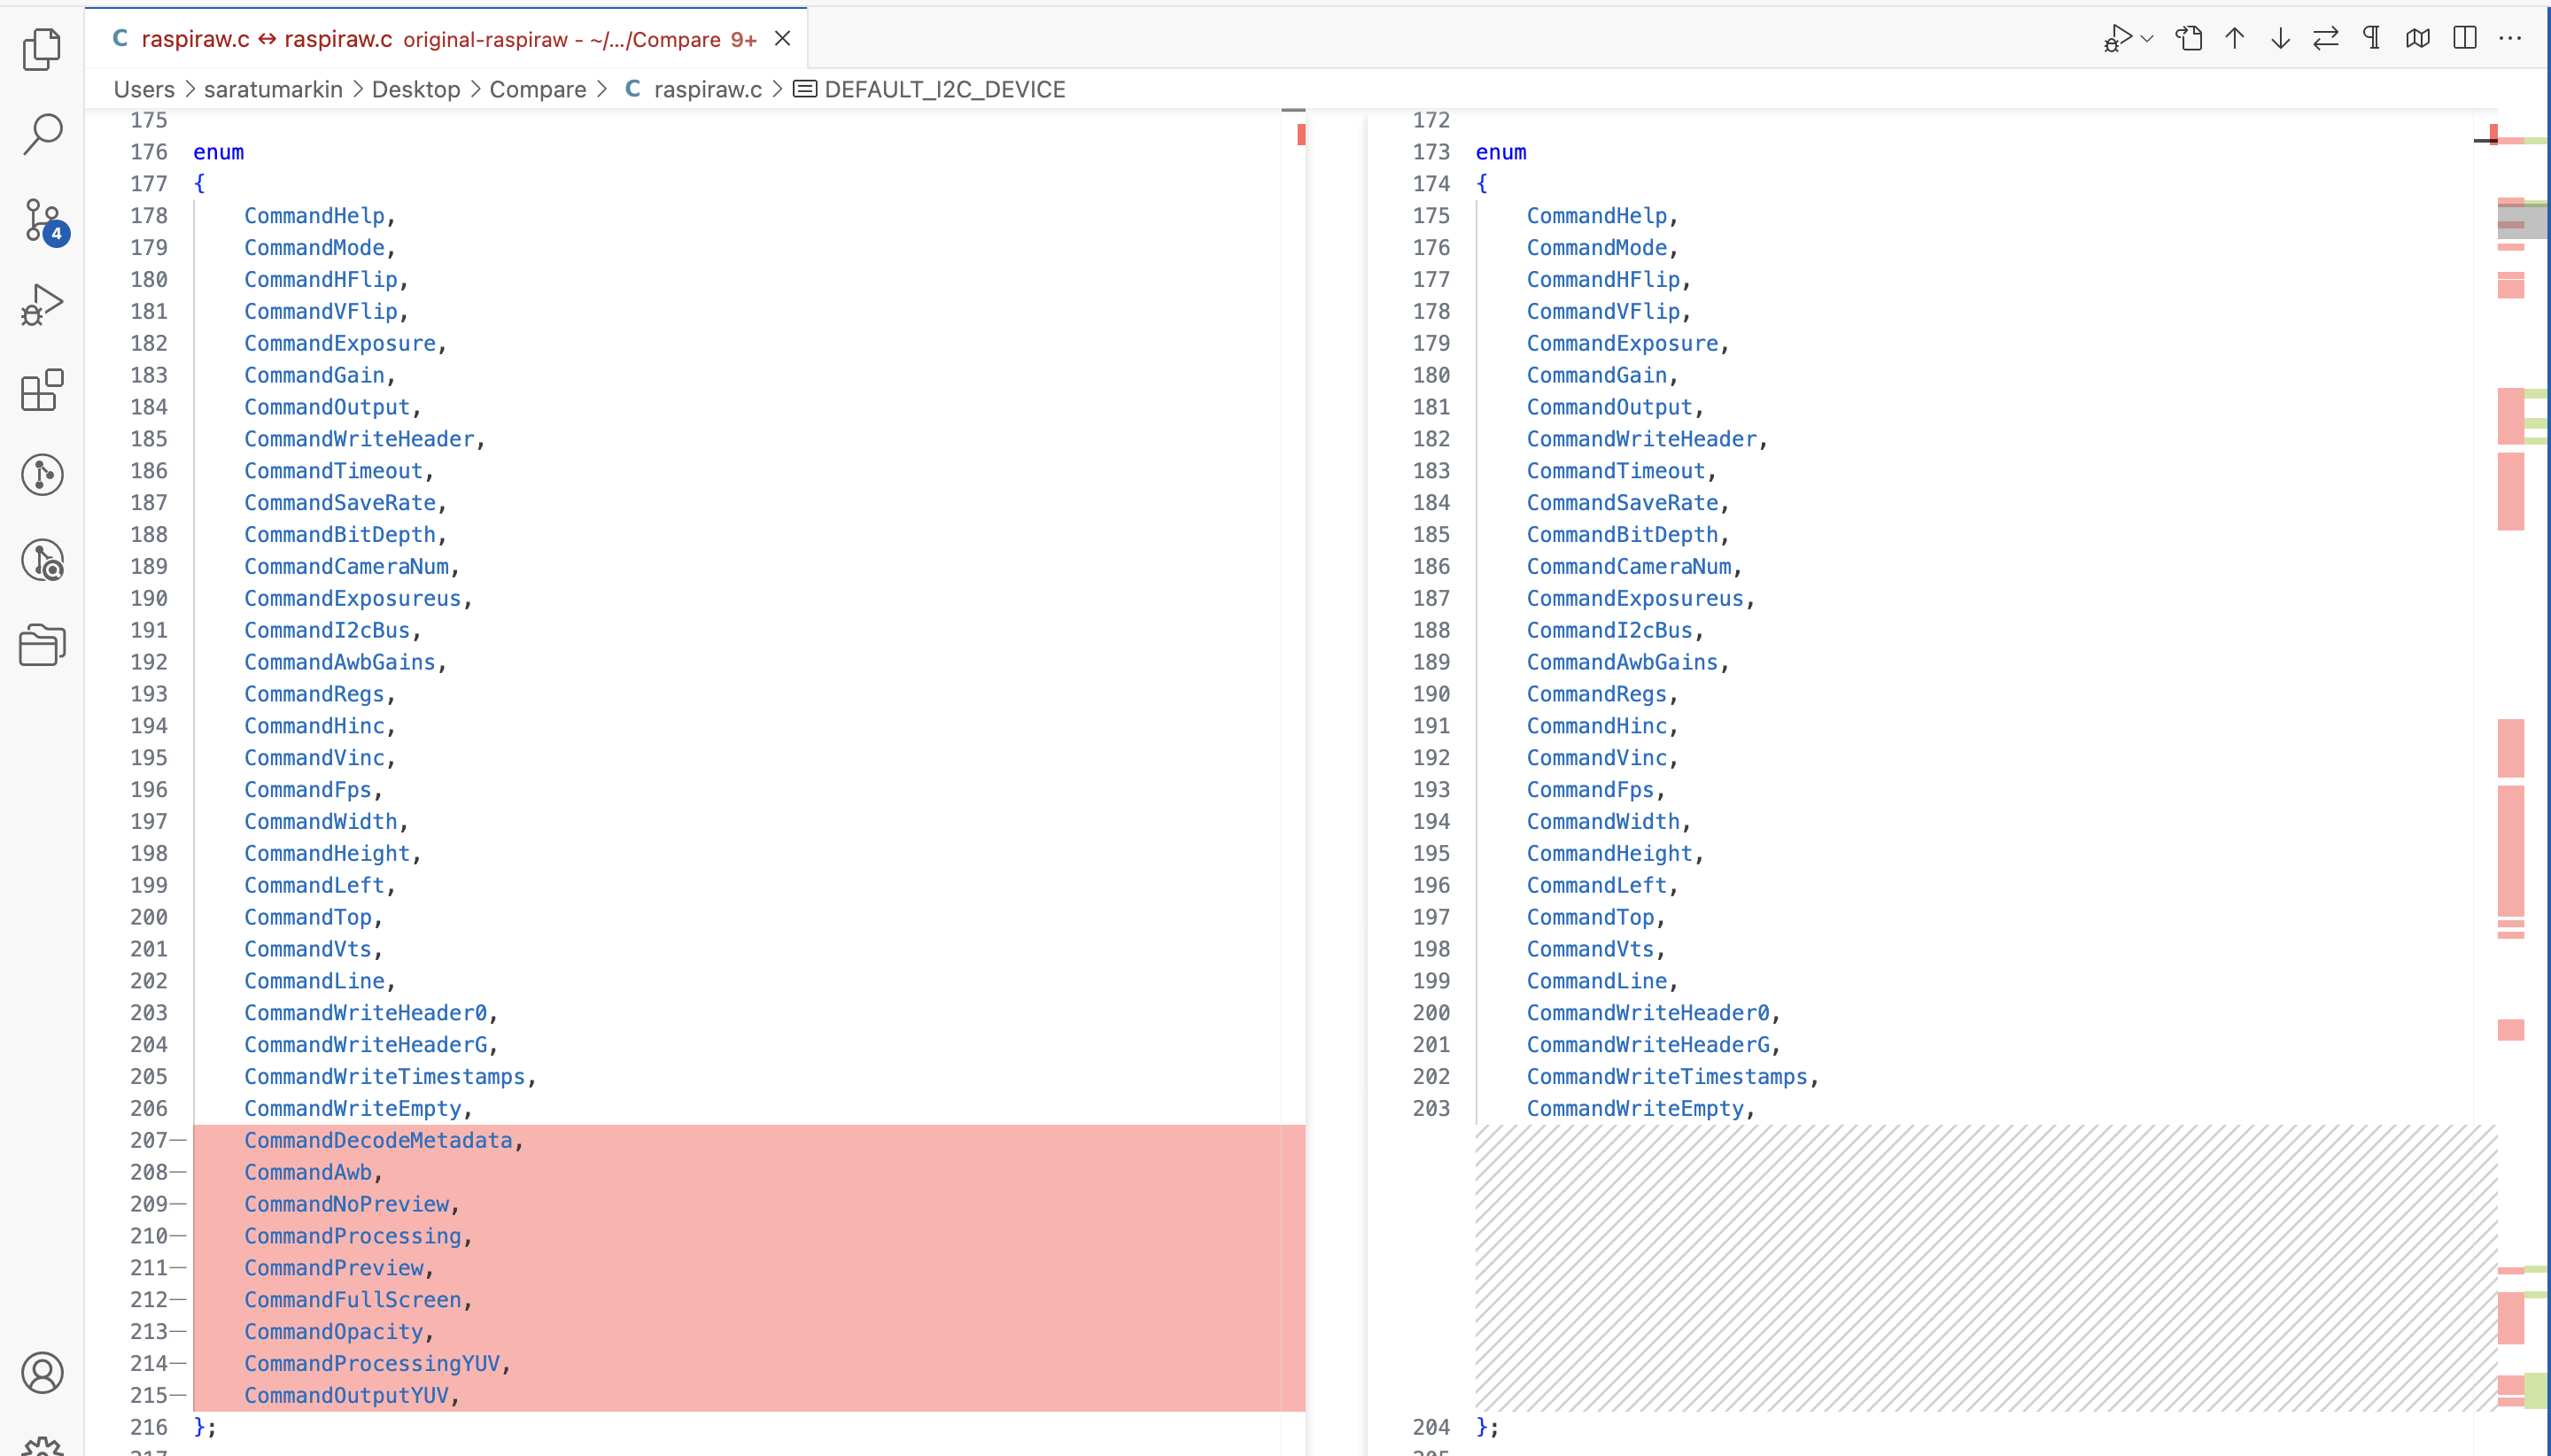 C raspiraw.c ↔ raspiraw.c original-raspiraw - ~/.../Compare 9+
Users > saratumarkin > Desktop > Compare > C raspiraw.c > DEFAULT_I2C_DEVICE
4
175
176 enum
177 {
178 CommandHelp,
179 CommandMode,
180 CommandHFlip,
181 CommandVFlip,
182 CommandExposure,
183 CommandGain,
184 CommandOutput,
185 CommandWriteHeader,
186 CommandTimeout,
187 CommandSaveRate,
188 CommandBitDepth,
189 CommandCameraNum,
190 CommandExposureus,
191 CommandI2cBus,
192 CommandAwbGains,
193 CommandRegs,
194 CommandHinc,
195 CommandVinc,
196 CommandFps,
197 CommandWidth,
198 CommandHeight,
199 CommandLeft,
200 CommandTop,
201 CommandVts,
202 CommandLine,
203 CommandWriteHeader0,
204 CommandWriteHeaderG,
205 CommandWriteTimestamps,
206 CommandWriteEmpty,
207— CommandDecodeMetadata,
208— CommandAwb,
209— CommandNoPreview,
210— CommandProcessing,
211— CommandPreview,
212— CommandFullScreen,
213— CommandOpacity,
214— CommandProcessingYUV,
215— CommandOutputYUV,
216 };
172
173 enum
174 {
175 CommandHelp,
176 CommandMode,
177 CommandHFlip,
178 CommandVFlip,
179 CommandExposure,
180 CommandGain,
181 CommandOutput,
182 CommandWriteHeader,
183 CommandTimeout,
184 CommandSaveRate,
185 CommandBitDepth,
186 CommandCameraNum,
187 CommandExposureus,
188 CommandI2cBus,
189 CommandAwbGains,
190 CommandRegs,
191 CommandHinc,
192 CommandVinc,
193 CommandFps,
194 CommandWidth,
195 CommandHeight,
196 CommandLeft,
197 CommandTop,
198 CommandVts,
199 CommandLine,
200 CommandWriteHeader0,
201 CommandWriteHeaderG,
202 CommandWriteTimestamps,
203 CommandWriteEmpty,
204 };